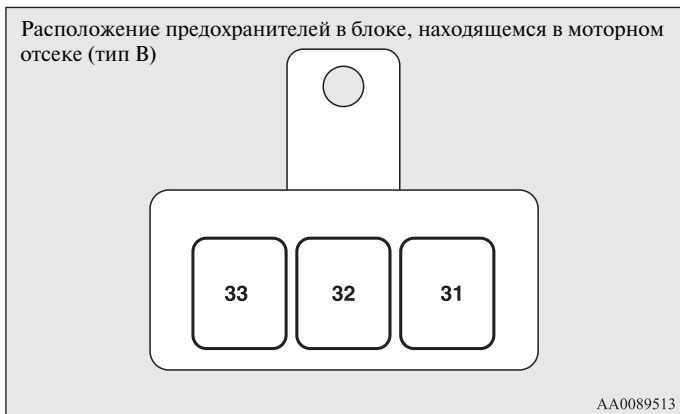 Расположение предохранителей в блоке, находящемся в моторном
отсеке (тип B)
33 32 31
AA0089513